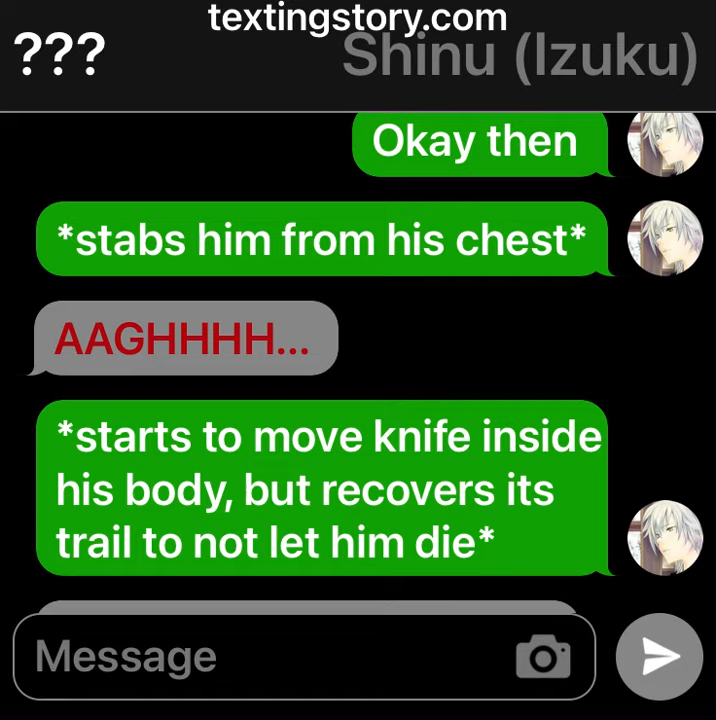 textingstory.com
??? Shinu (Izuku)
Okay then
*stabs him from his chest*
AAGHHHH...
*starts to move knife inside
his body, but recovers its
trail to not let him die*
Message